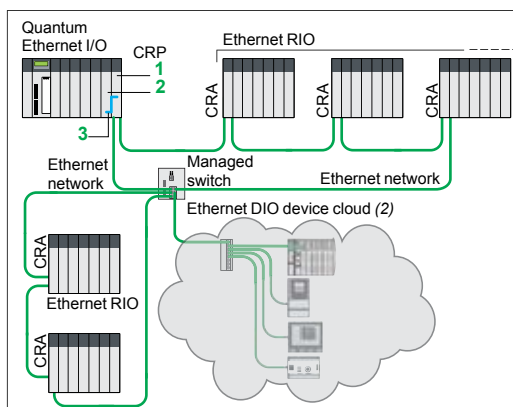 Quantum
Ethernet I/O
CRP
1
2
3
Ethernet RIO
CRA
CRA
CRA
Ethernet
network
Managed
switch
Ethernet network
Ethernet DIO device cloud (2)
CRA
Ethernet RIO
CRA